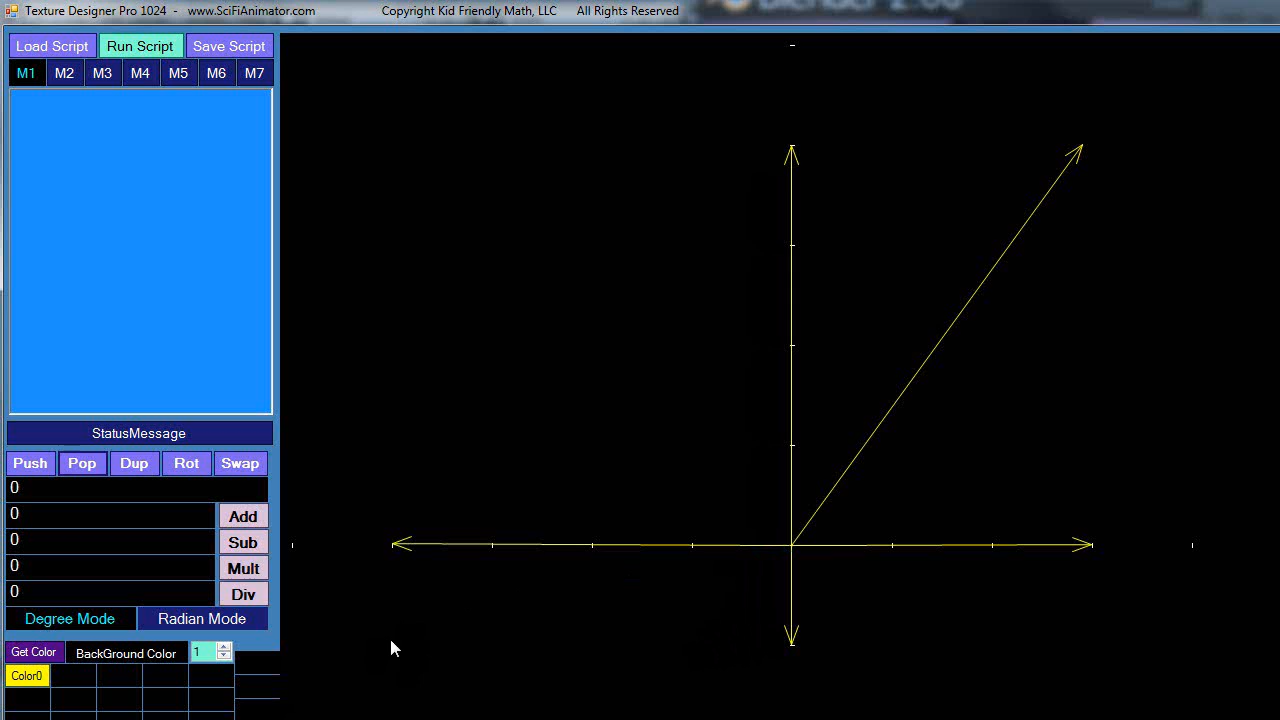 Texture Designer Pro 1024 - www.SciFiAnimator.com Copyright Kid Friendly Math, LLC All Rights Reserved
Load Script Run Script Save Script
M1 M2 M3 M4 M5 M6 M7
StatusMessage
Push Pop Dup Rot Swap
0
0 Add
0 Sub
0 Mult
0 Div
Degree Mode Radian Mode
Get Color BackGround Color 1
Color0